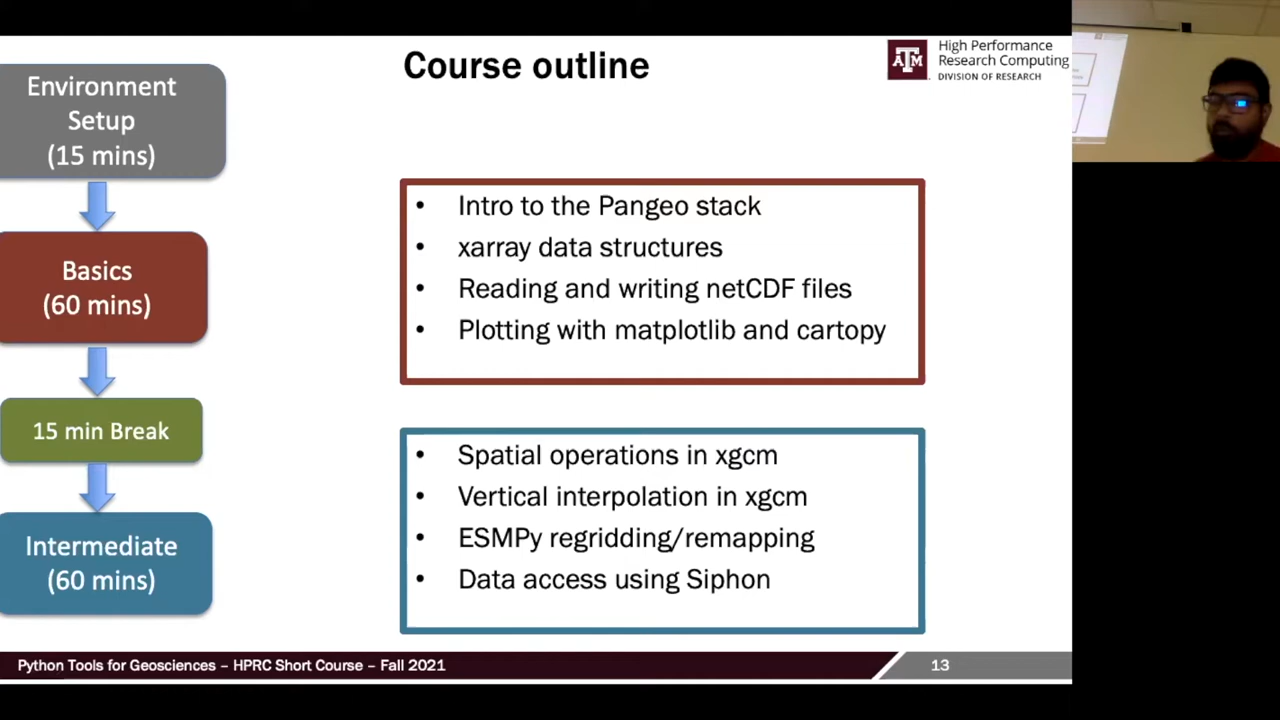 Course outline
High Performance
Research Computing
DIVISION OF RESEARCH
Environment
Setup
(15 mins)
Basics
(60 mins)
15 min Break
Intermediate
(60 mins)
• Intro to the Pangeo stack
• xarray data structures
• Reading and writing netCDF files
• Plotting with matplotlib and cartopy
• Spatial operations in xgcm
• Vertical interpolation in xgcm
• ESMPy regridding/remapping
• Data access using Siphon
Python Tools for Geosciences – HPRC Short Course – Fall 2021
13